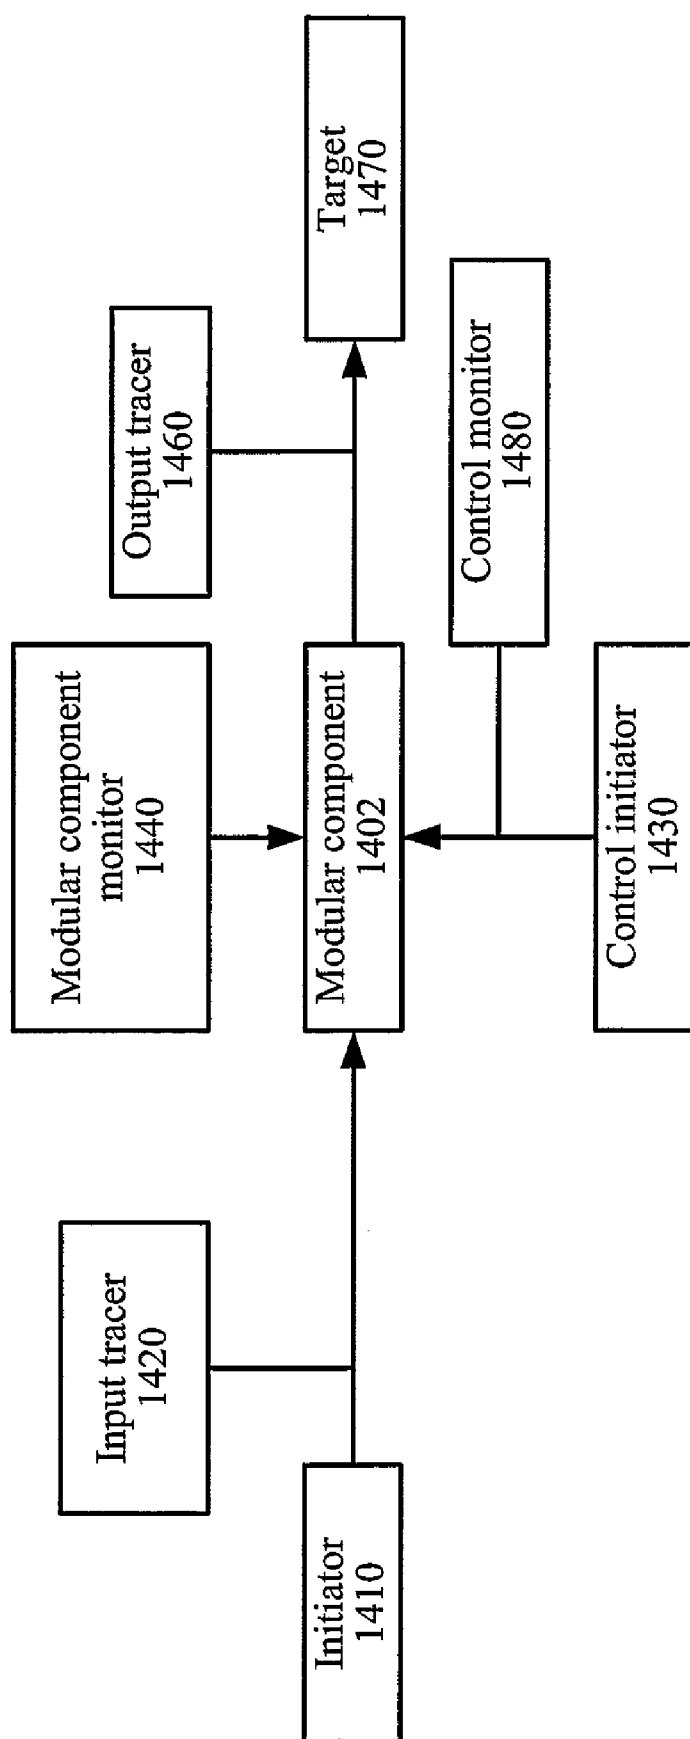 Input tracer
1420
Initiator
1410
Modular component
monitor
1440
Modular component
1402
Control initiator
1430
Output tracer
1460
Target
1470
Control monitor
1480